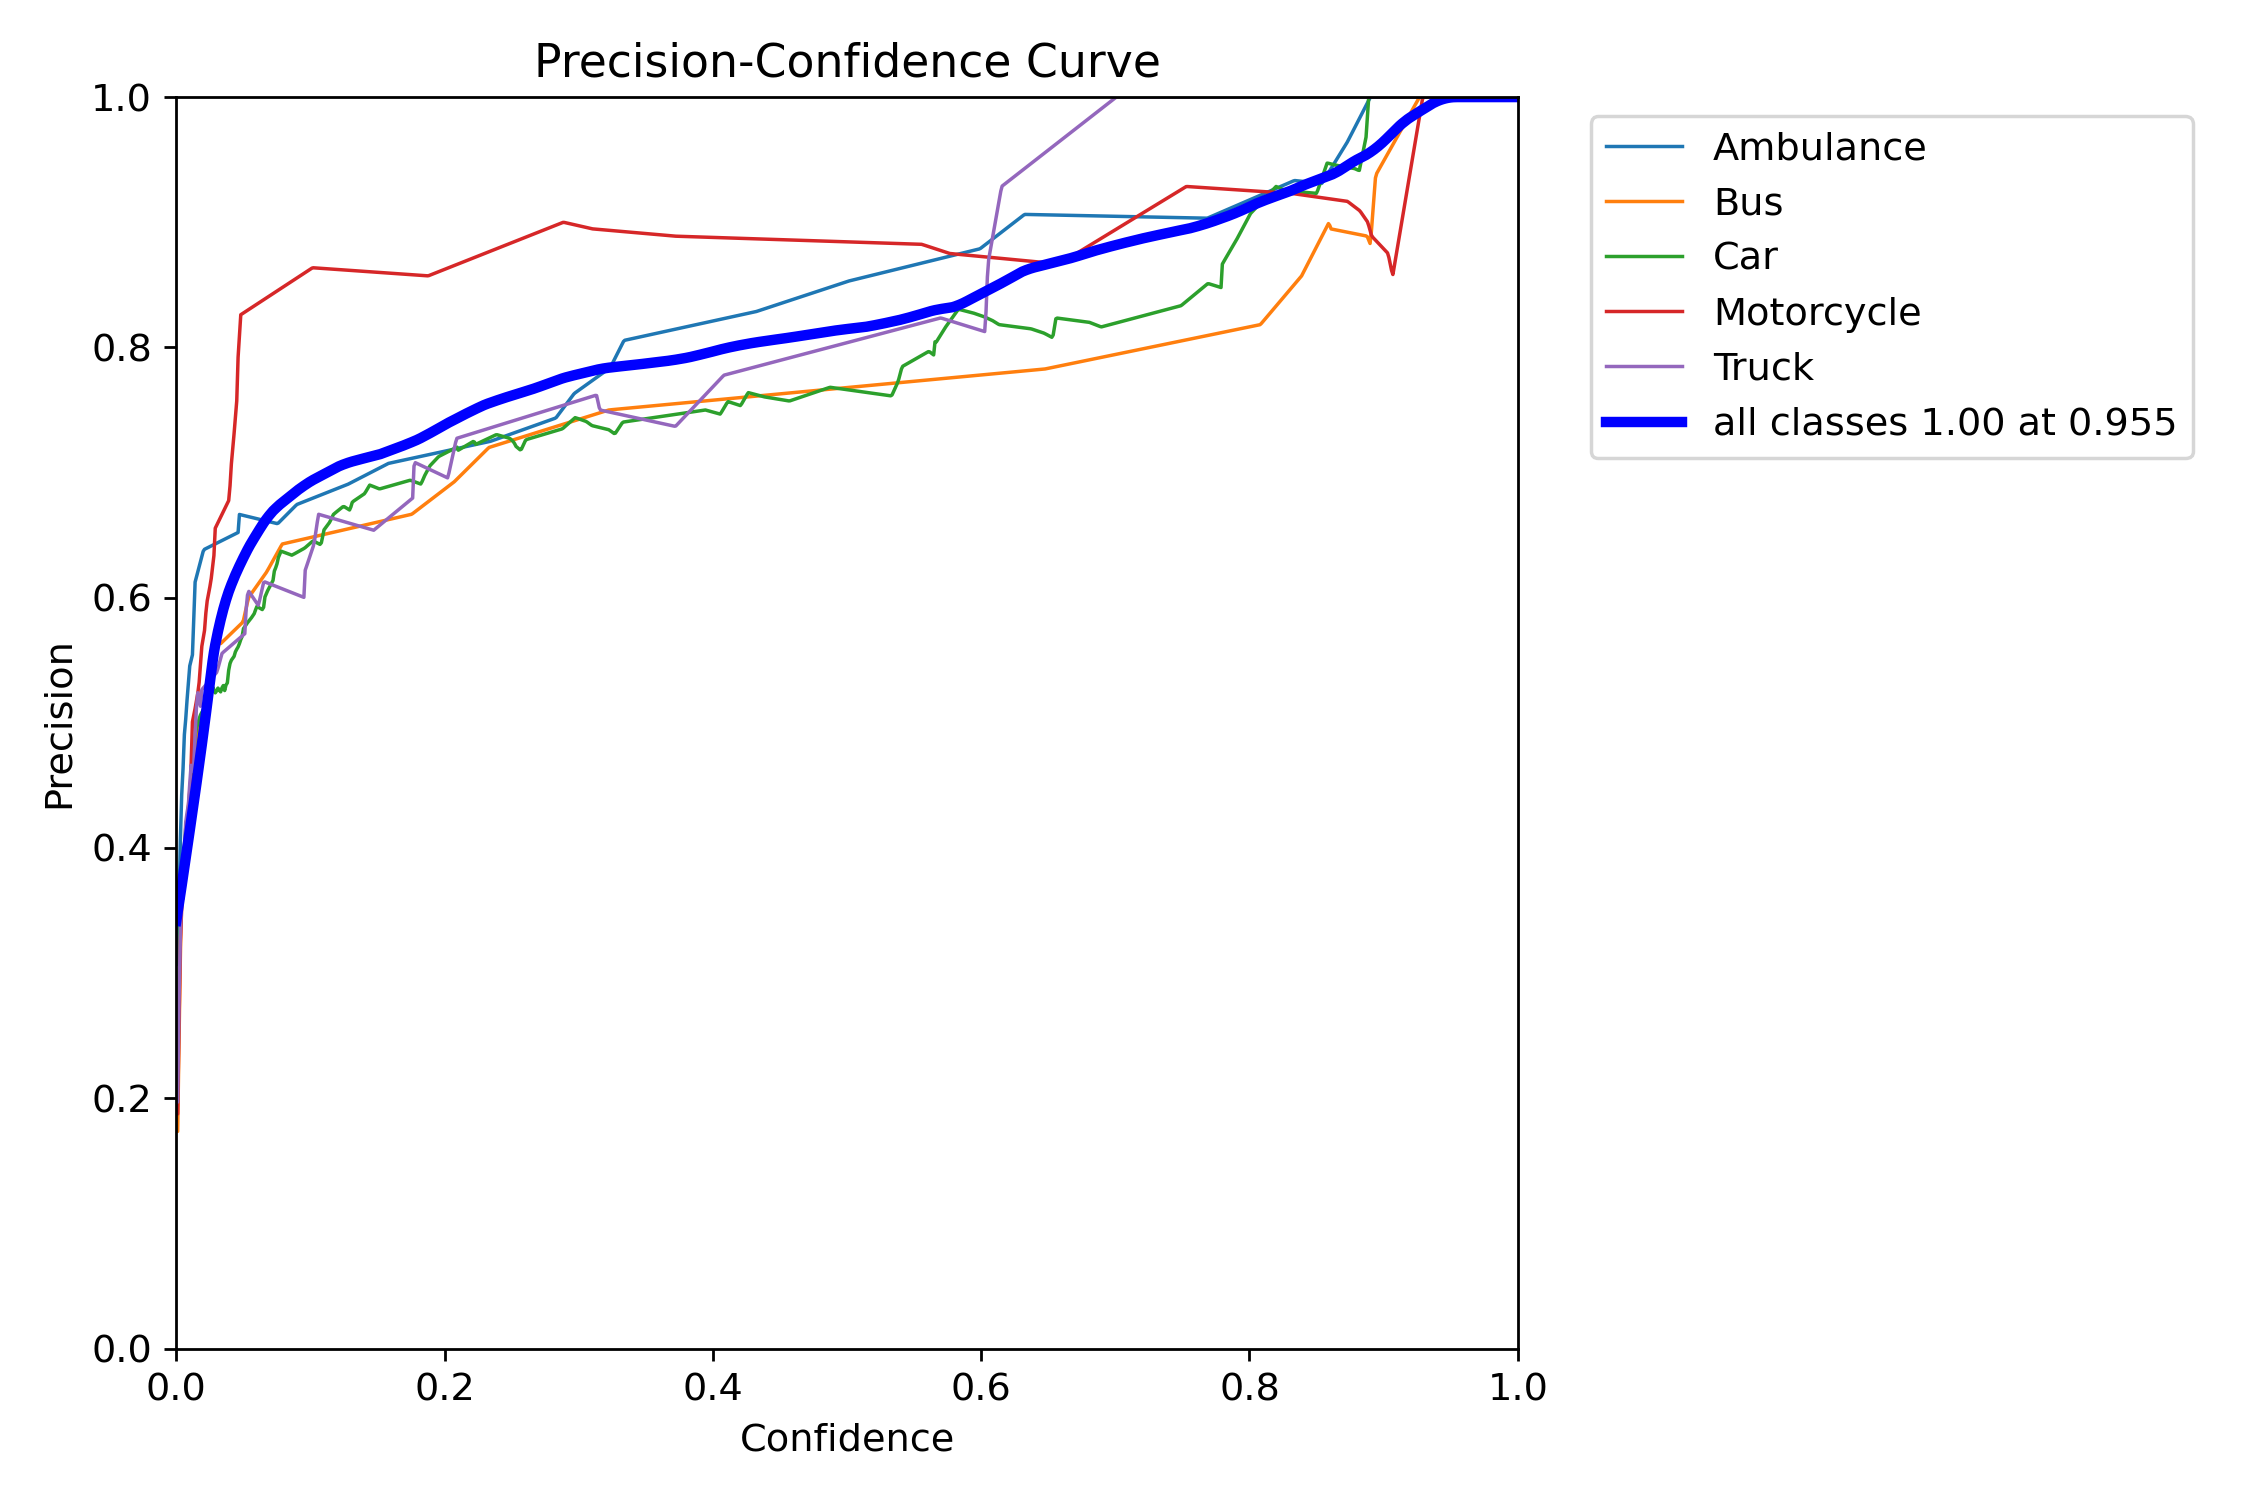 Precision-Confidence Curve
1.0
0.8
0.6
0.4
0.2
0.0
Precision
0.0 0.2 0.4 0.6 0.8 1.0
Confidence
Ambulance
Bus
Car
Motorcycle
Truck
all classes 1.00 at 0.955